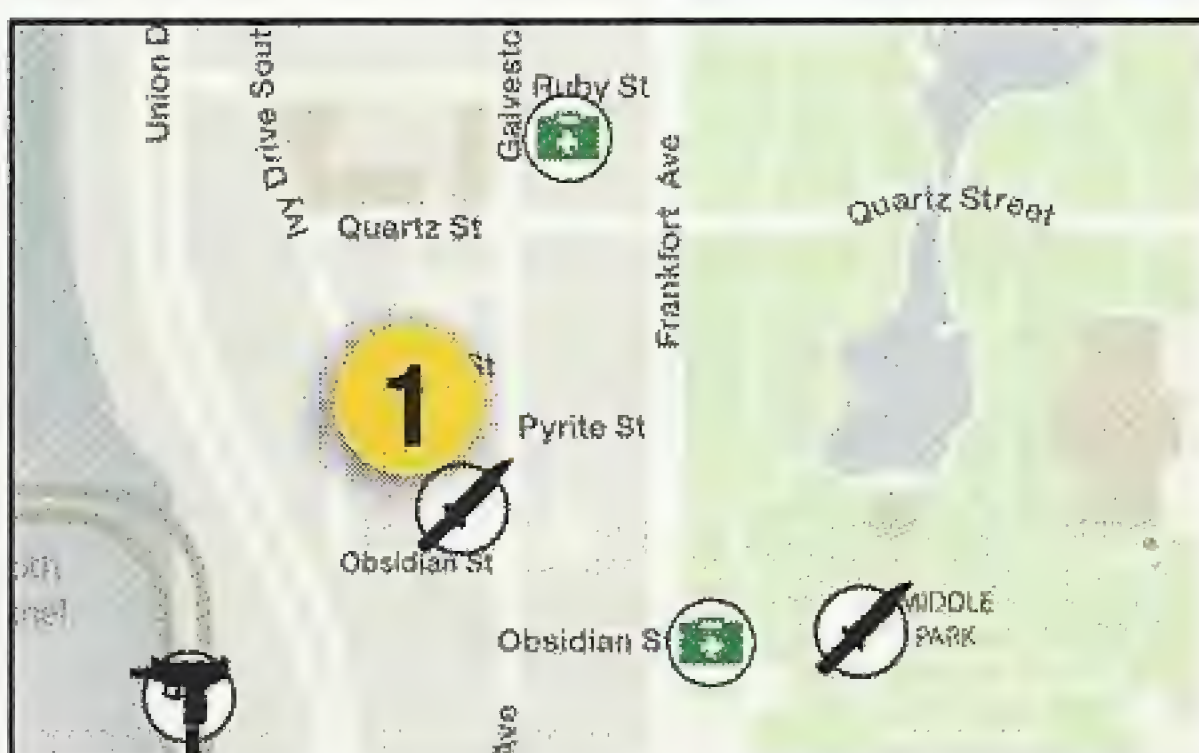 Union D
Ivy Drive Sout
Galvesto
Ruby St
Frankfort Ave
Quartz St
Quartz Street
1
St
Pyrite St
Obsidian St
MIDDLE
PARK
Obsidian S
Ave